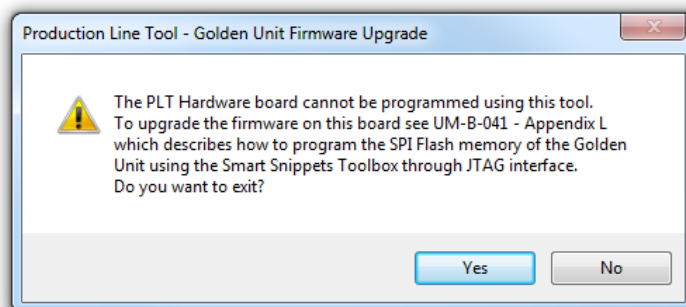 Production Line Tool - Golden Unit Firmware Upgrade
The PLT Hardware board cannot be programmed using this tool.
To upgrade the firmware on this board see UM-B-041 - Appendix L
which describes how to program the SPI Flash memory of the Golden
Unit using the Smart Snippets Toolbox through JTAG interface.
Do you want to exit?
Yes
No